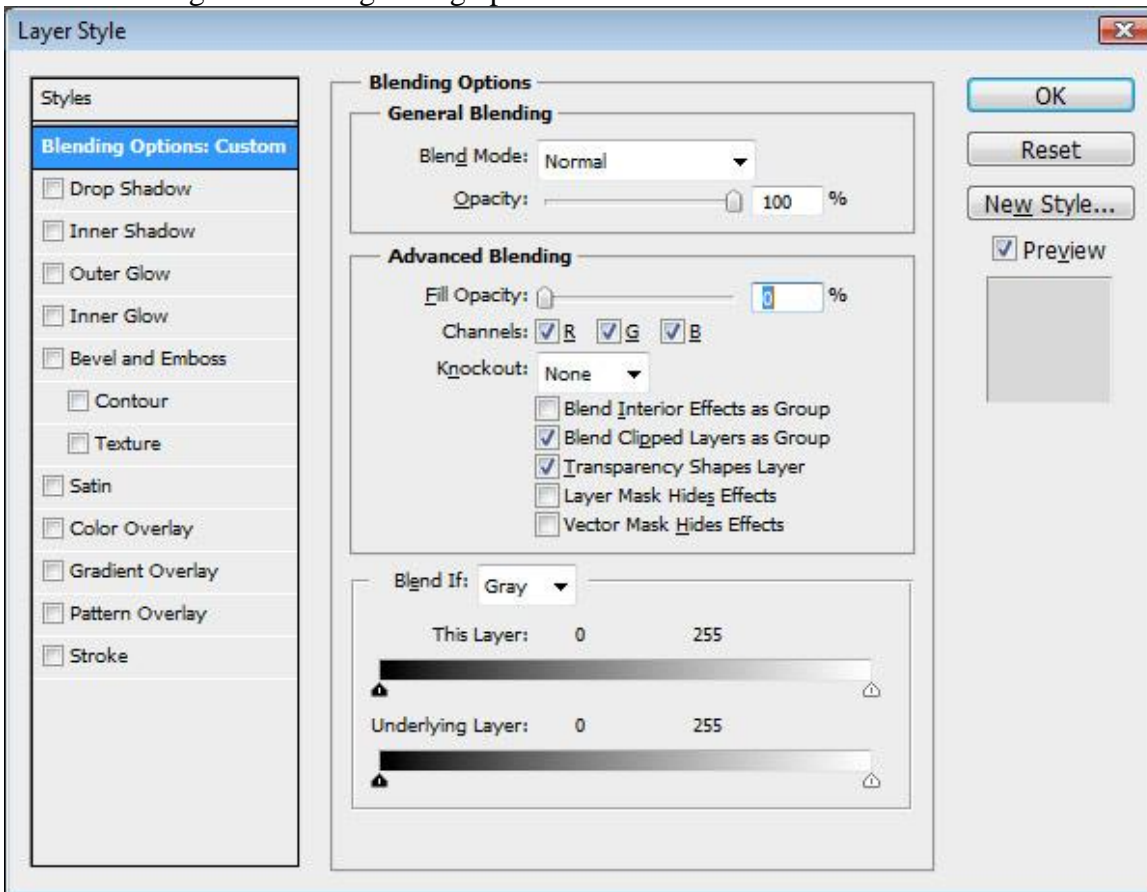 Layer Style
Styles
Blending Options: Custom
Drop Shadow
Inner Shadow
Outer Glow
Inner Glow
Bevel and Emboss
Contour
Texture
Satin
Color Overlay
Gradient Overlay
Pattern Overlay
Stroke
Blending Options
General Blending
Blend Mode: Normal
Opacity: 100 %
Advanced Blending
Fill Opacity: 0 %
Channels: R G B
Knockout: None
Blend Interior Effects as Group
Blend Clipped Layers as Group
Transparency Shapes Layer
Layer Mask Hides Effects
Vector Mask Hides Effects
Blend If: Gray
This Layer: 0 255
Underlying Layer: 0 255
OK
Reset
New Style...
Preview